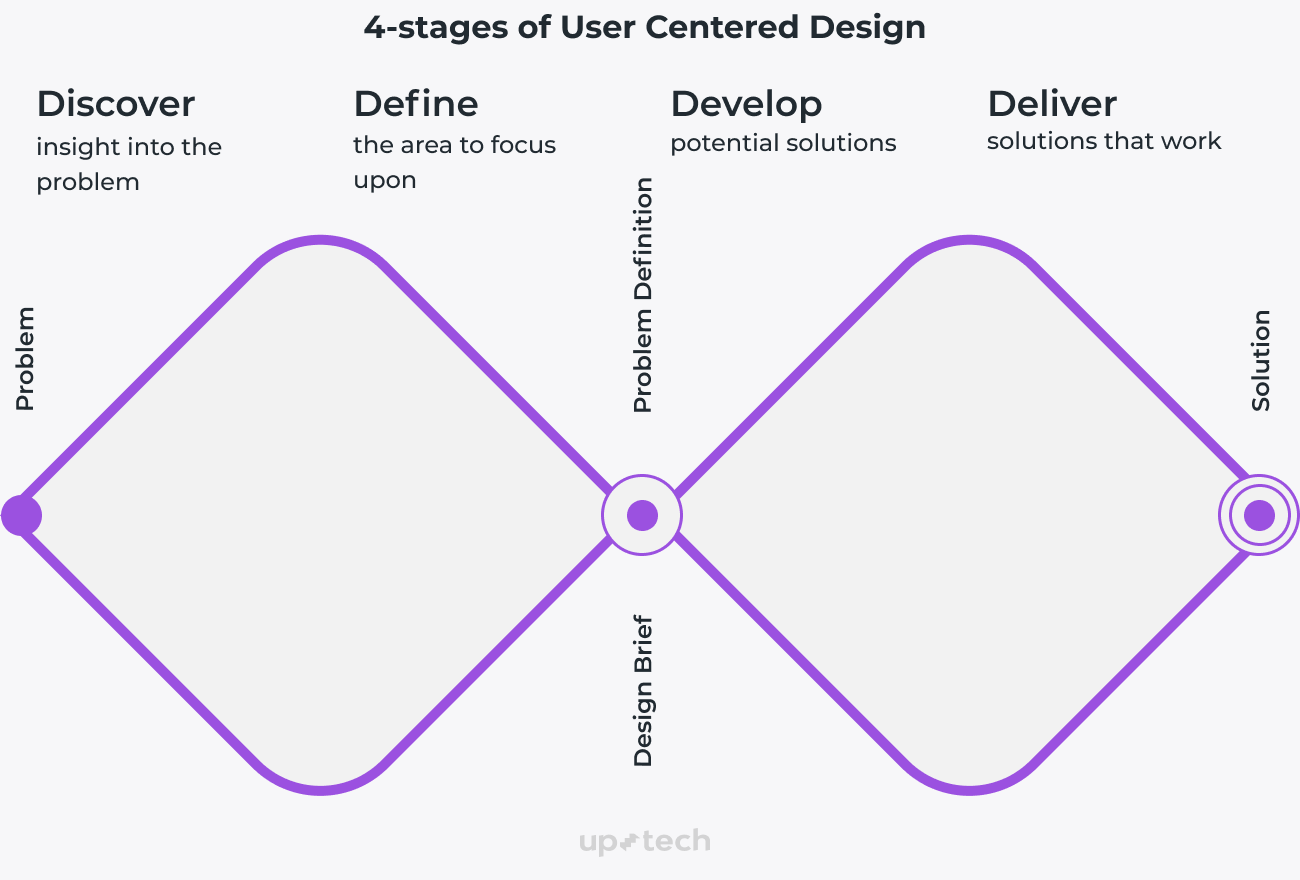 4-stages of User Centered Design
Discover
insight into the
problem
Define
the area to focus
upon
Develop
potential solutions
Deliver
solutions that work
Problem
Problem Definition
Solution
Design Brief
uptech